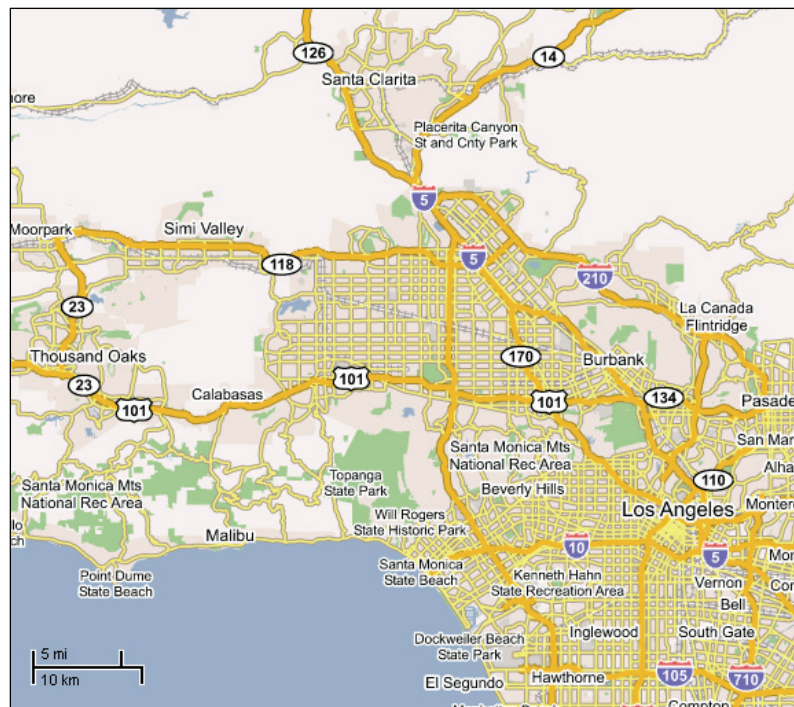 126
14
Santa Clarita
Placerita Canyon
St and Cnty Park
5
Moorpark
Simi Valley
118
5
210
23
La Canada
Flintridge
Thousand Oaks
170
Burbank
23
101
Calabasas
101
101
134
Pasade
Santa Monica Mts
National Rec Area
San Mar
Alha
Santa Monica Mts
National Rec Area
Topanga
State Park
Beverly Hills
110
Los Angeles
Monter
Will Rogers
State Historic Park
Malibu
10
5
Mon
Santa Monica
State Beach
Point Dume
State Beach
Kenneth Hahn
State Recreation Area
Vernon
Bell
Dockweiler Beach
State Park
Inglewood
South Gate
5 mi
10 km
El Segundo
Hawthorne
105
710
Compton